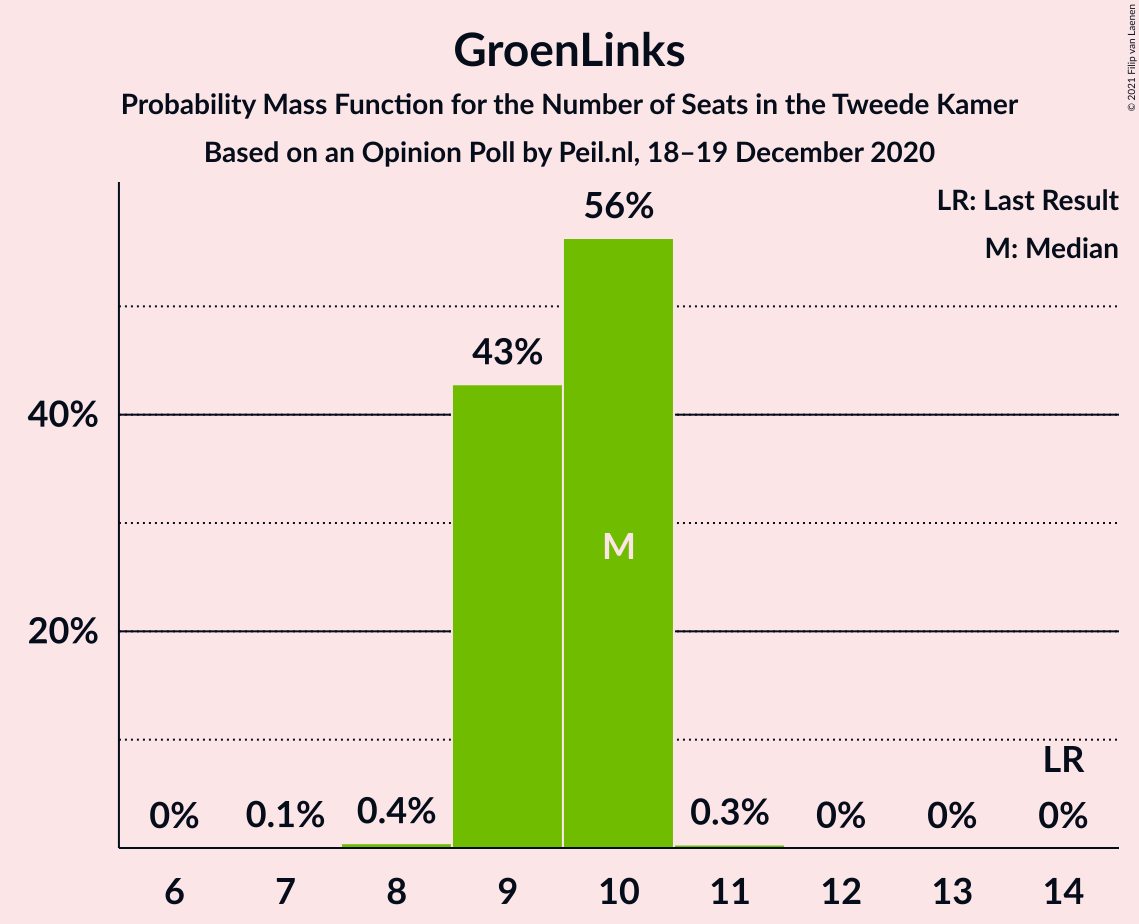 © 2021 Filip van Laenen
GroenLinks
Probability Mass Function for the Number of Seats in the Tweede Kamer
Based on an Opinion Poll by Peil.nl, 18–19 December 2020
LR: Last Result
M: Median
56%
43%
40%
M
20%
LR
0% 0.1% 0.4% 0.3% 0% 0% 0%
6 7 8 9 10 11 12 13 14